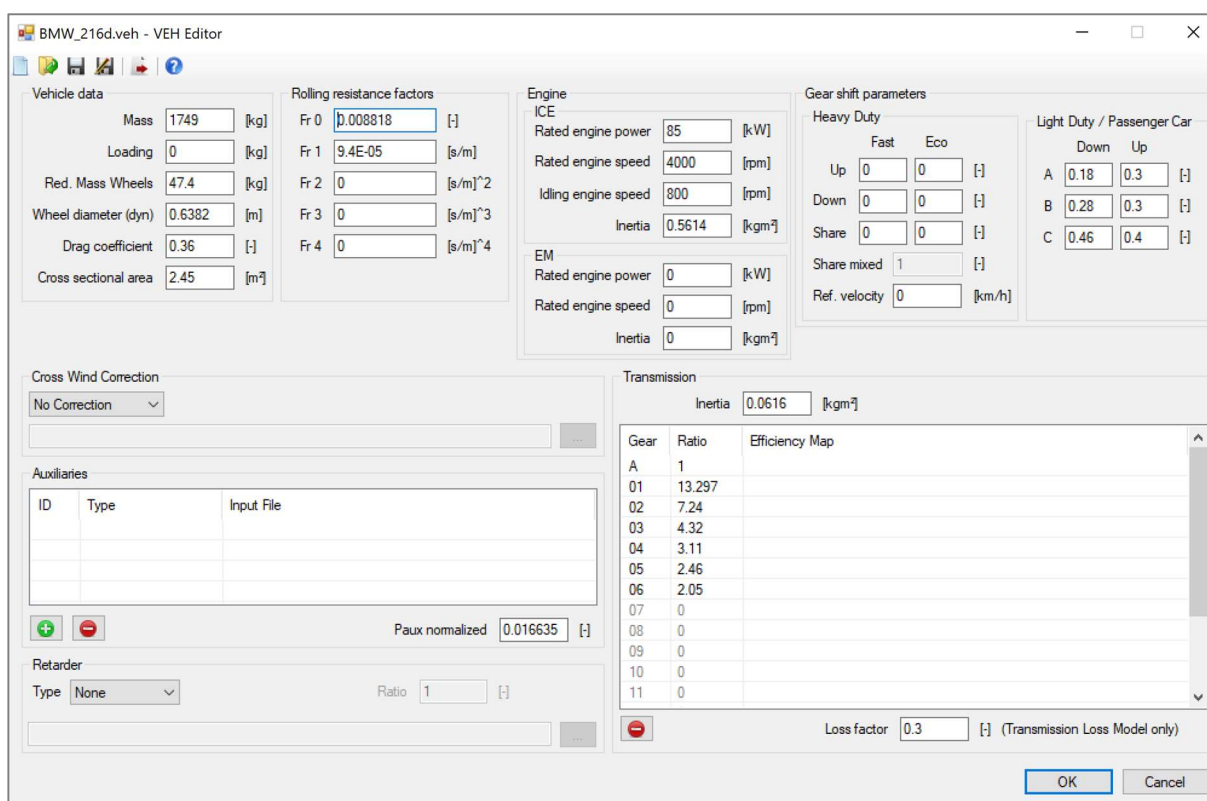 BMW_216d.veh - VEH Editor
Vehicle data
Mass 1749 [kg]
Loading 0 [kg]
Red. Mass Wheels 47.4 [kg]
Wheel diameter (dyn) 0.6382 [m]
Drag coefficient 0.36 [-]
Cross sectional area 2.45 [m²]
Rolling resistance factors
Fr 0 0.008818 [-]
Fr 1 9.4E-05 [s/m]
Fr 2 0 [s/m]^2
Fr 3 0 [s/m]^3
Fr 4 0 [s/m]^4
Engine
ICE
Rated engine power 85 [kW]
Rated engine speed 4000 [rpm]
Idling engine speed 800 [rpm]
Inertia 0.5614 [kgm²]
EM
Rated engine power 0 [kW]
Rated engine speed 0 [rpm]
Inertia 0 [kgm²]
Gear shift parameters
Heavy Duty
Fast Eco
Up 0 0 [-]
Down 0 0 [-]
Share 0 0 [-]
Share mixed 1 [-]
Ref. velocity 0 [km/h]
Light Duty / Passenger Car
Down Up
A 0.18 0.3 [-]
B 0.28 0.3 [-]
C 0.46 0.4 [-]
Cross Wind Correction
No Correction
...
Auxiliaries
ID Type Input File
Paux normalized 0.016635 [-]
Retarder
Type None Ratio 1 [-]
...
Transmission
Inertia 0.0616 [kgm²]
Gear Ratio Efficiency Map
A 1
01 13.297
02 7.24
03 4.32
04 3.11
05 2.46
06 2.05
07 0
08 0
09 0
10 0
11 0
Loss factor 0.3 [-] (Transmission Loss Model only)
OK Cancel